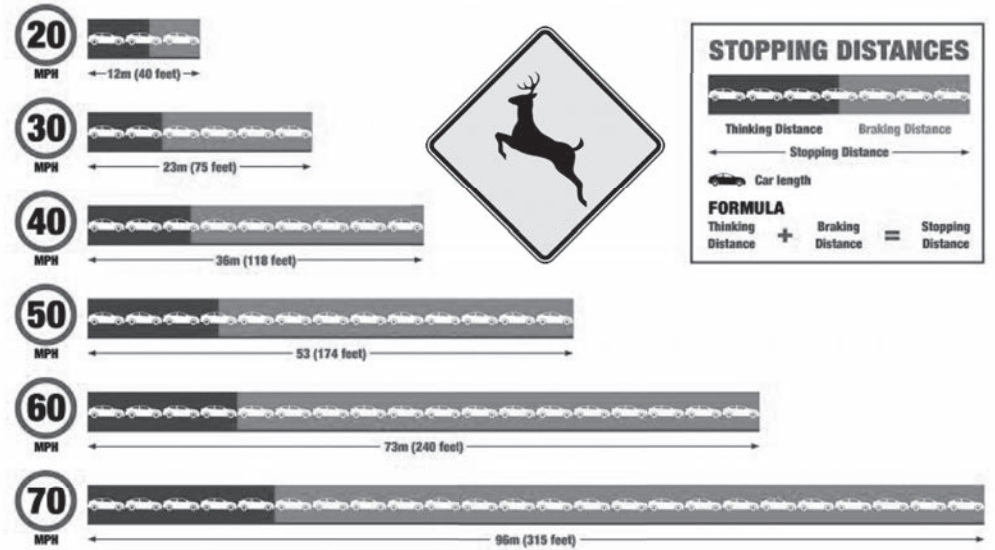 20
MPH
12m (40 feet)
30
MPH
23m (75 feet)
40
MPH
36m (118 feet)
50
MPH
53 (174 feet)
60
MPH
73m (240 feet)
70
MPH
96m (315 feet)
STOPPING DISTANCES
Thinking Distance Braking Distance
Stopping Distance
Car length
FORMULA
Thinking Braking Stopping
Distance + Distance = Distance